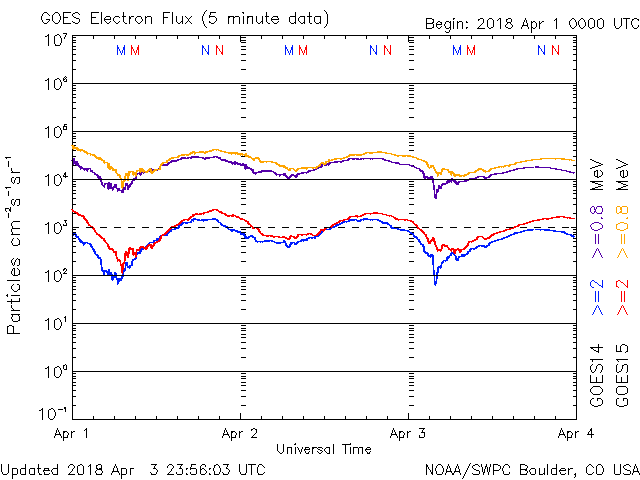 GOES Electron Flux (5 minute data)
Begin: 2018 Apr 1 0000 UTC
M M N N M M N N M M N N
10⁷
10⁶
10⁵
10⁴
10³
10²
10¹
10⁰
10⁻¹
Particles cm⁻²s⁻¹sr⁻¹
GOES14 >=2 >=0.8 MeV
GOES15 >=2 >=0.8 MeV
Apr 1 Apr 2 Apr 3 Apr 4
Universal Time
Updated 2018 Apr 3 23:56:03 UTC
NOAA/SWPC Boulder, CO USA